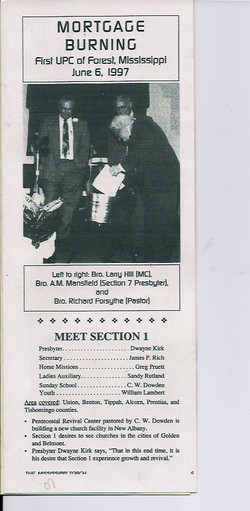 MORTGAGE
BURNING
First UPC of Forest, Mississippi
June 6, 1997
Left to right: Bro. Larry Hill (MC),
Bro. A.M. Mansfield (Section 7 Presbyter),
and
Bro. Richard Forsythe (Pastor)
MEET SECTION 1
Presbyter....................Dwayne Kirk
Secretary....................James P. Rich
Home Missions....................Greg Pruett
Ladies Auxiliary....................Sandy Rutland
Sunday School....................C. W. Dowden
Youth....................William Lambert
Area covered: Union, Benton, Tippah, Alcorn, Prentiss, and
Tishomingo counties.
• Pentecostal Revival Center pastored by C. W. Dowden is
building a new church facility in New Albany.
• Section 1 desires to see churches in the cities of Golden
and Belmont.
• Presbyter Dwayne Kirk says, "That in this end time, it is
his desire that Section 1 experience growth and revival."
THE MISSISSIPPI TORCH